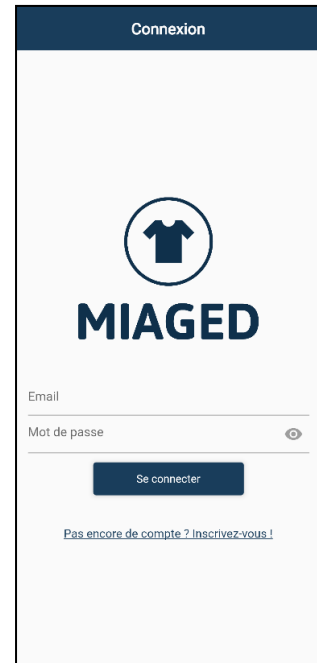 Connexion
MIAGED
Email
Mot de passe
Se connecter
Pas encore de compte ? Inscrivez-vous !